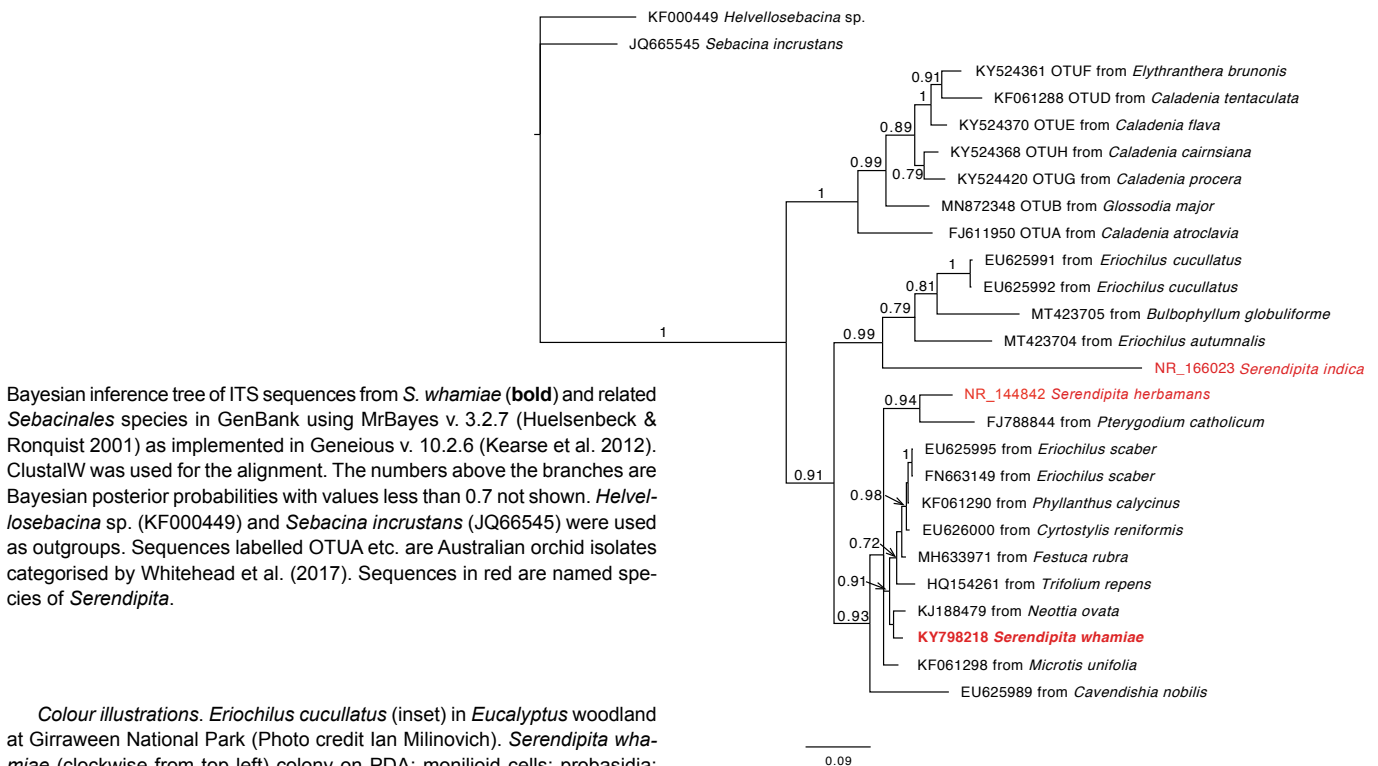 KF000449 Helvellosebacina sp.
JQ665545 Sebacina incrustans
0.91
KY524361 OTUF from Elythranthera brunonis
1
KF061288 OTUD from Caladenia tentaculata
0.89
KY524370 OTUE from Caladenia flava
0.99
KY524368 OTUH from Caladenia cairnsiana
0.79
KY524420 OTUG from Caladenia procera
1
MN872348 OTUB from Glossodia major
FJ611950 OTUA from Caladenia atroclavia
1
EU625991 from Eriochilus cucullatus
0.81
EU625992 from Eriochilus cucullatus
0.79
MT423705 from Bulbophyllum globuliforme
1
0.99
MT423704 from Eriochilus autumnalis
NR_166023 Serendipita indica
0.94
NR_144842 Serendipita herbamans
FJ788844 from Pterygodium catholicum
1
EU625995 from Eriochilus scaber
0.91
FN663149 from Eriochilus scaber
0.98
KF061290 from Phyllanthus calycinus
EU626000 from Cyrtostylis reniformis
0.72
MH633971 from Festuca rubra
0.91
HQ154261 from Trifolium repens
0.93
KJ188479 from Neottia ovata
KY798218 Serendipita whamiae
KF061298 from Microtis unifolia
EU625989 from Cavendishia nobilis
0.09
Bayesian inference tree of ITS sequences from S. whamiae (bold) and related
Sebacinales species in GenBank using MrBayes v. 3.2.7 (Huelsenbeck &
Ronquist 2001) as implemented in Geneious v. 10.2.6 (Kearse et al. 2012).
ClustalW was used for the alignment. The numbers above the branches are
Bayesian posterior probabilities with values less than 0.7 not shown. Helvel-
losebacina sp. (KF000449) and Sebacina incrustans (JQ66545) were used
as outgroups. Sequences labelled OTUA etc. are Australian orchid isolates
categorised by Whitehead et al. (2017). Sequences in red are named spe-
cies of Serendipita.
Colour illustrations. Eriochilus cucullatus (inset) in Eucalyptus woodland
at Girraween National Park (Photo credit Ian Milinovich). Serendipita wha-
miae (clockwise from top left) colony on PDA; monilioid cells; probasidia;